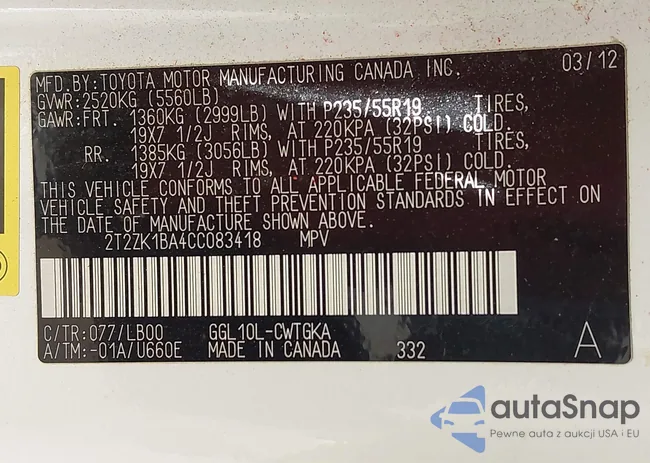 MFD.BY:TOYOTA MOTOR MANUFACTURING CANADA INC. 03/12
GVWR:2520KG (5560LB)
GAWR:FRT. 1360KG (2999LB) WITH P235/55R19 TIRES,
19X7 1/2J RIMS, AT 220KPA (32PSI) COLD.
RR. 1385KG (3056LB) WITH P235/55R19 TIRES,
19X7 1/2J RIMS, AT 220KPA (32PSI) COLD.
THIS VEHICLE CONFORMS TO ALL APPLICABLE FEDERAL MOTOR
VEHICLE SAFETY AND THEFT PREVENTION STANDARDS IN EFFECT ON
THE DATE OF MANUFACTURE SHOWN ABOVE.
2T2ZK1BA4CC083418 MPV
C/TR:077/LB00 GGL10L-CWTGKA
A/TM:-01A/U660E MADE IN CANADA 332 A
autaSnap
Pewne auta z aukcji USA i EU